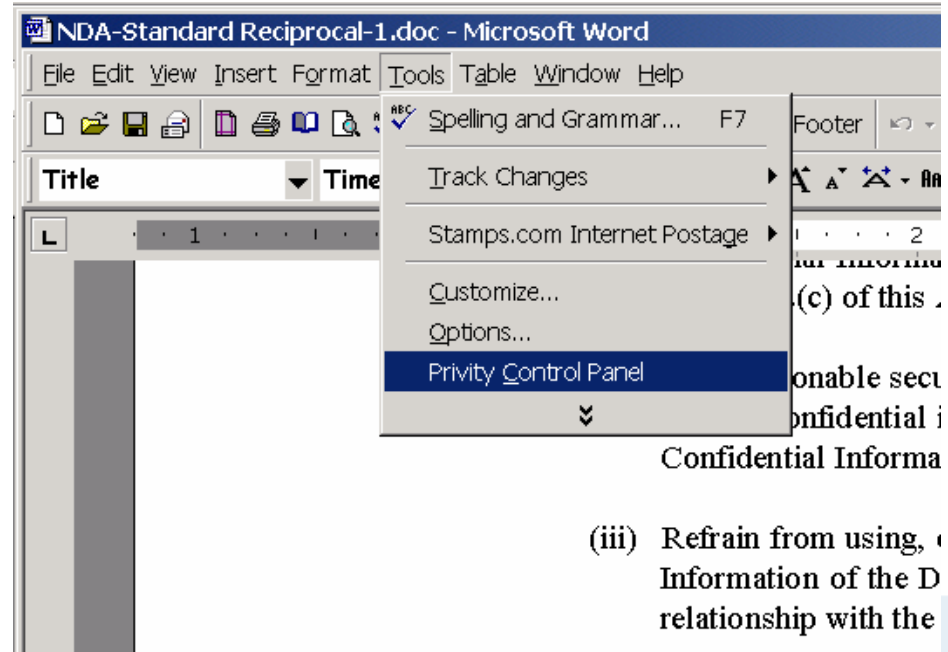 NDA-Standard Reciprocal-1.doc - Microsoft Word
File Edit View Insert Format Tools Table Window Help
ABC Spelling and Grammar... F7
Footer
Title Time
Track Changes
L 1 Stamps.com Internet Postage 2
Customize...
(c) of this
Options...
Privity Control Panel
onable secu
onfidential i
Confidential Informa
(iii) Refrain from using,
Information of the D
relationship with the